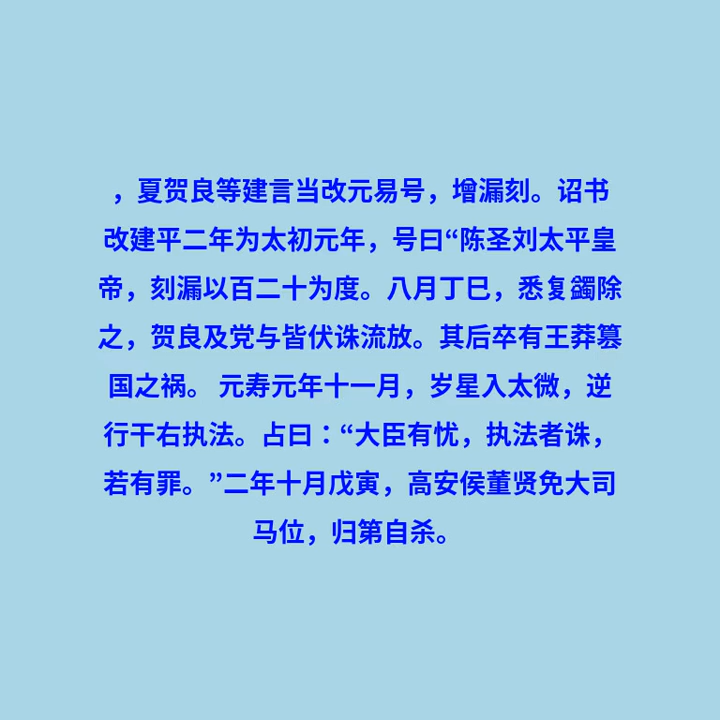 ，夏贺良等建言当改元易号，增漏刻。诏书
改建平二年为太初元年，号曰“陈圣刘太平皇
帝，刻漏以百二十为度。八月丁巳，悉复蠲除
之，贺良及党与皆伏诛流放。其后卒有王莽篡
国之祸。 元寿元年十一月，岁星入太微，逆
行干右执法。占曰：“大臣有忧，执法者诛，
若有罪。”二年十月戊寅，高安侯董贤免大司
马位，归第自杀。